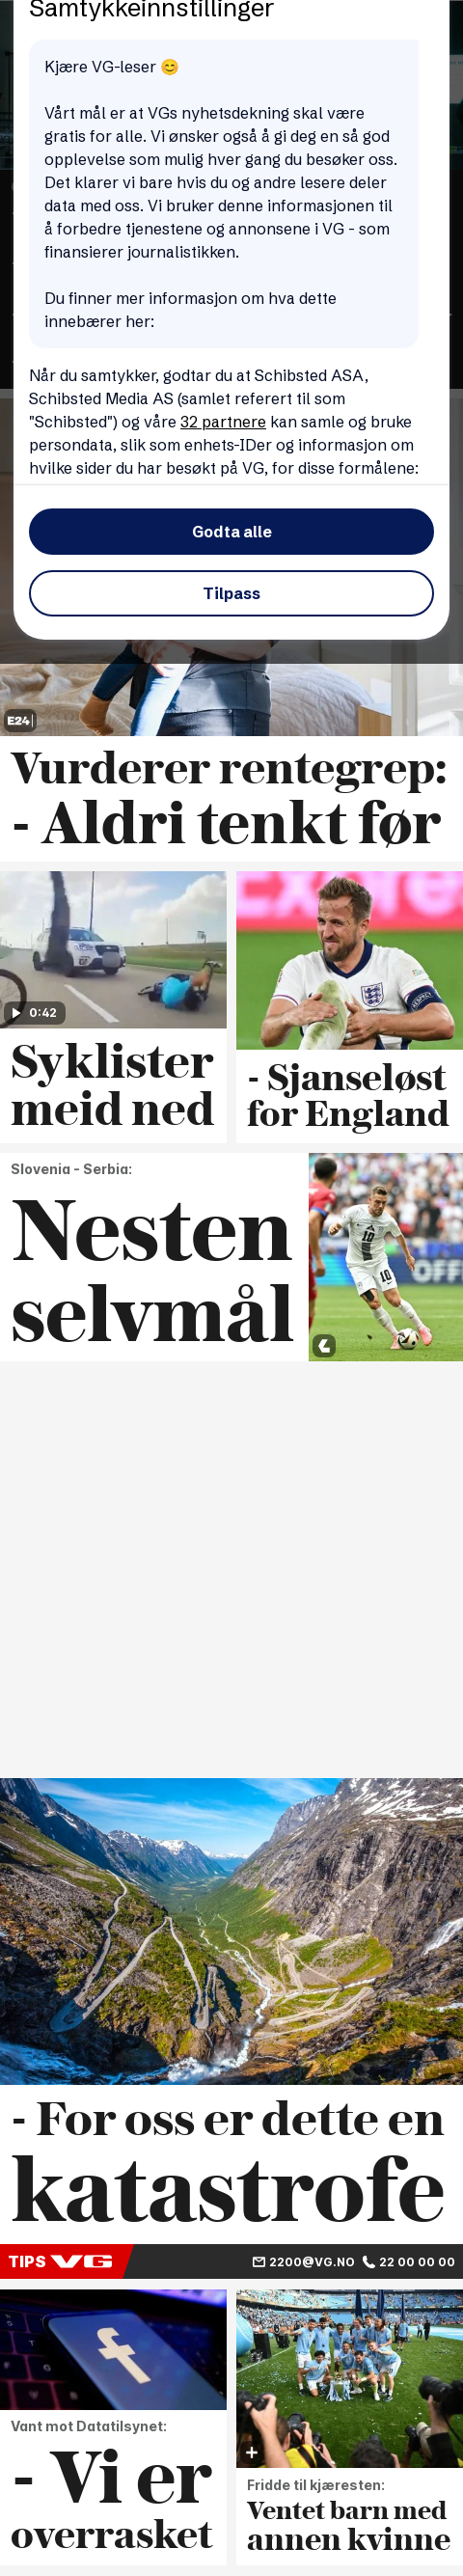 Samtykkeinnstillinger
Kjære VG-leser 😊
Vårt mål er at VGs nyhetsdekning skal være
gratis for alle. Vi ønsker også å gi deg en så god
opplevelse som mulig hver gang du besøker oss.
Det klarer vi bare hvis du og andre lesere deler
data med oss. Vi bruker denne informasjonen til
å forbedre tjenestene og annonsene i VG - som
finansierer journalistikken.
Du finner mer informasjon om hva dette
innebærer her:
Når du samtykker, godtar du at Schibsted ASA,
Schibsted Media AS (samlet referert til som
"Schibsted") og våre 32 partnere kan samle og bruke
persondata, slik som enhets-IDer og informasjon om
hvilke sider du har besøkt på VG, for disse formålene:
Godta alle
Tilpass
E24
Vurderer rentegrep:
- Aldri tenkt før
0:42
Syklister
meid ned
- Sjanseløst
for England
Slovenia - Serbia:
Nesten
selvmål
- For oss er dette en
katastrofe
TIPS VG
2200@VG.NO 22 00 00 00
Vant mot Datatilsynet:
- Vi er
overrasket
Fridde til kjæresten:
Ventet barn med
annen kvinne